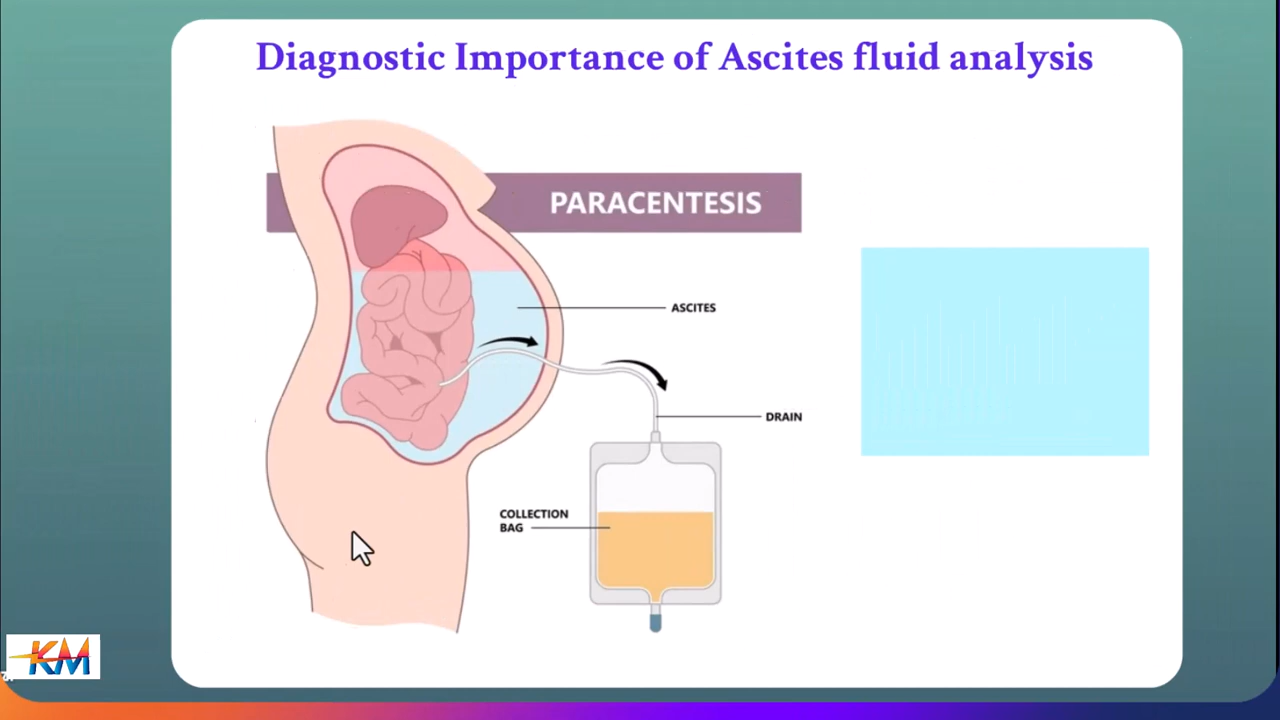 Diagnostic Importance of Ascites fluid analysis
PARACENTESIS
ASCITES
DRAIN
COLLECTION
BAG
KM